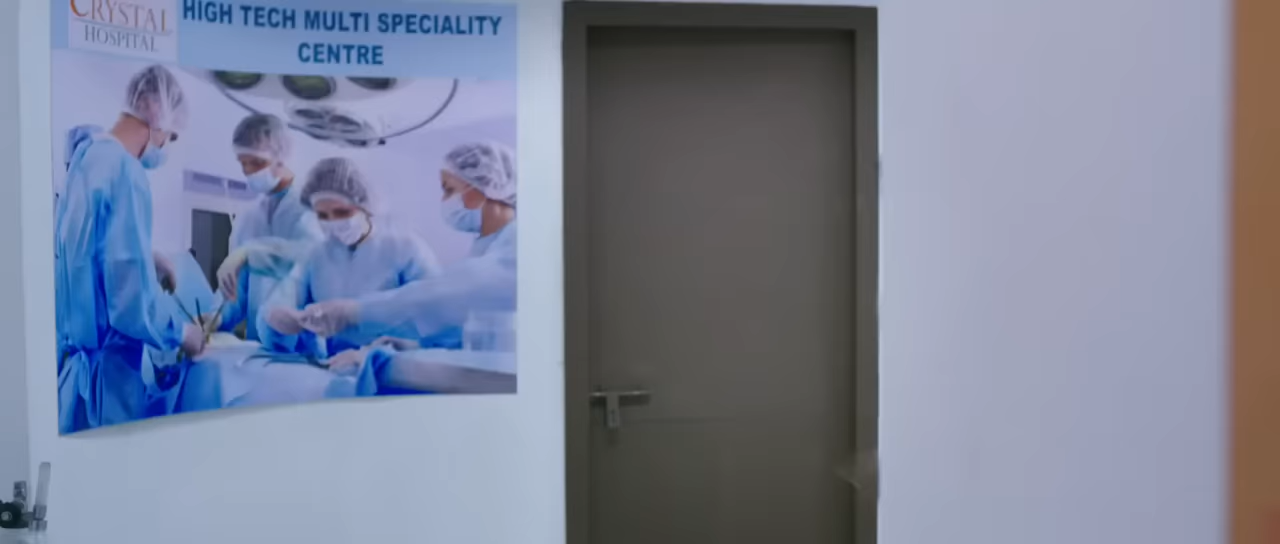 CRYSTAL
HOSPITAL
HIGH TECH MULTI SPECIALITY
CENTRE